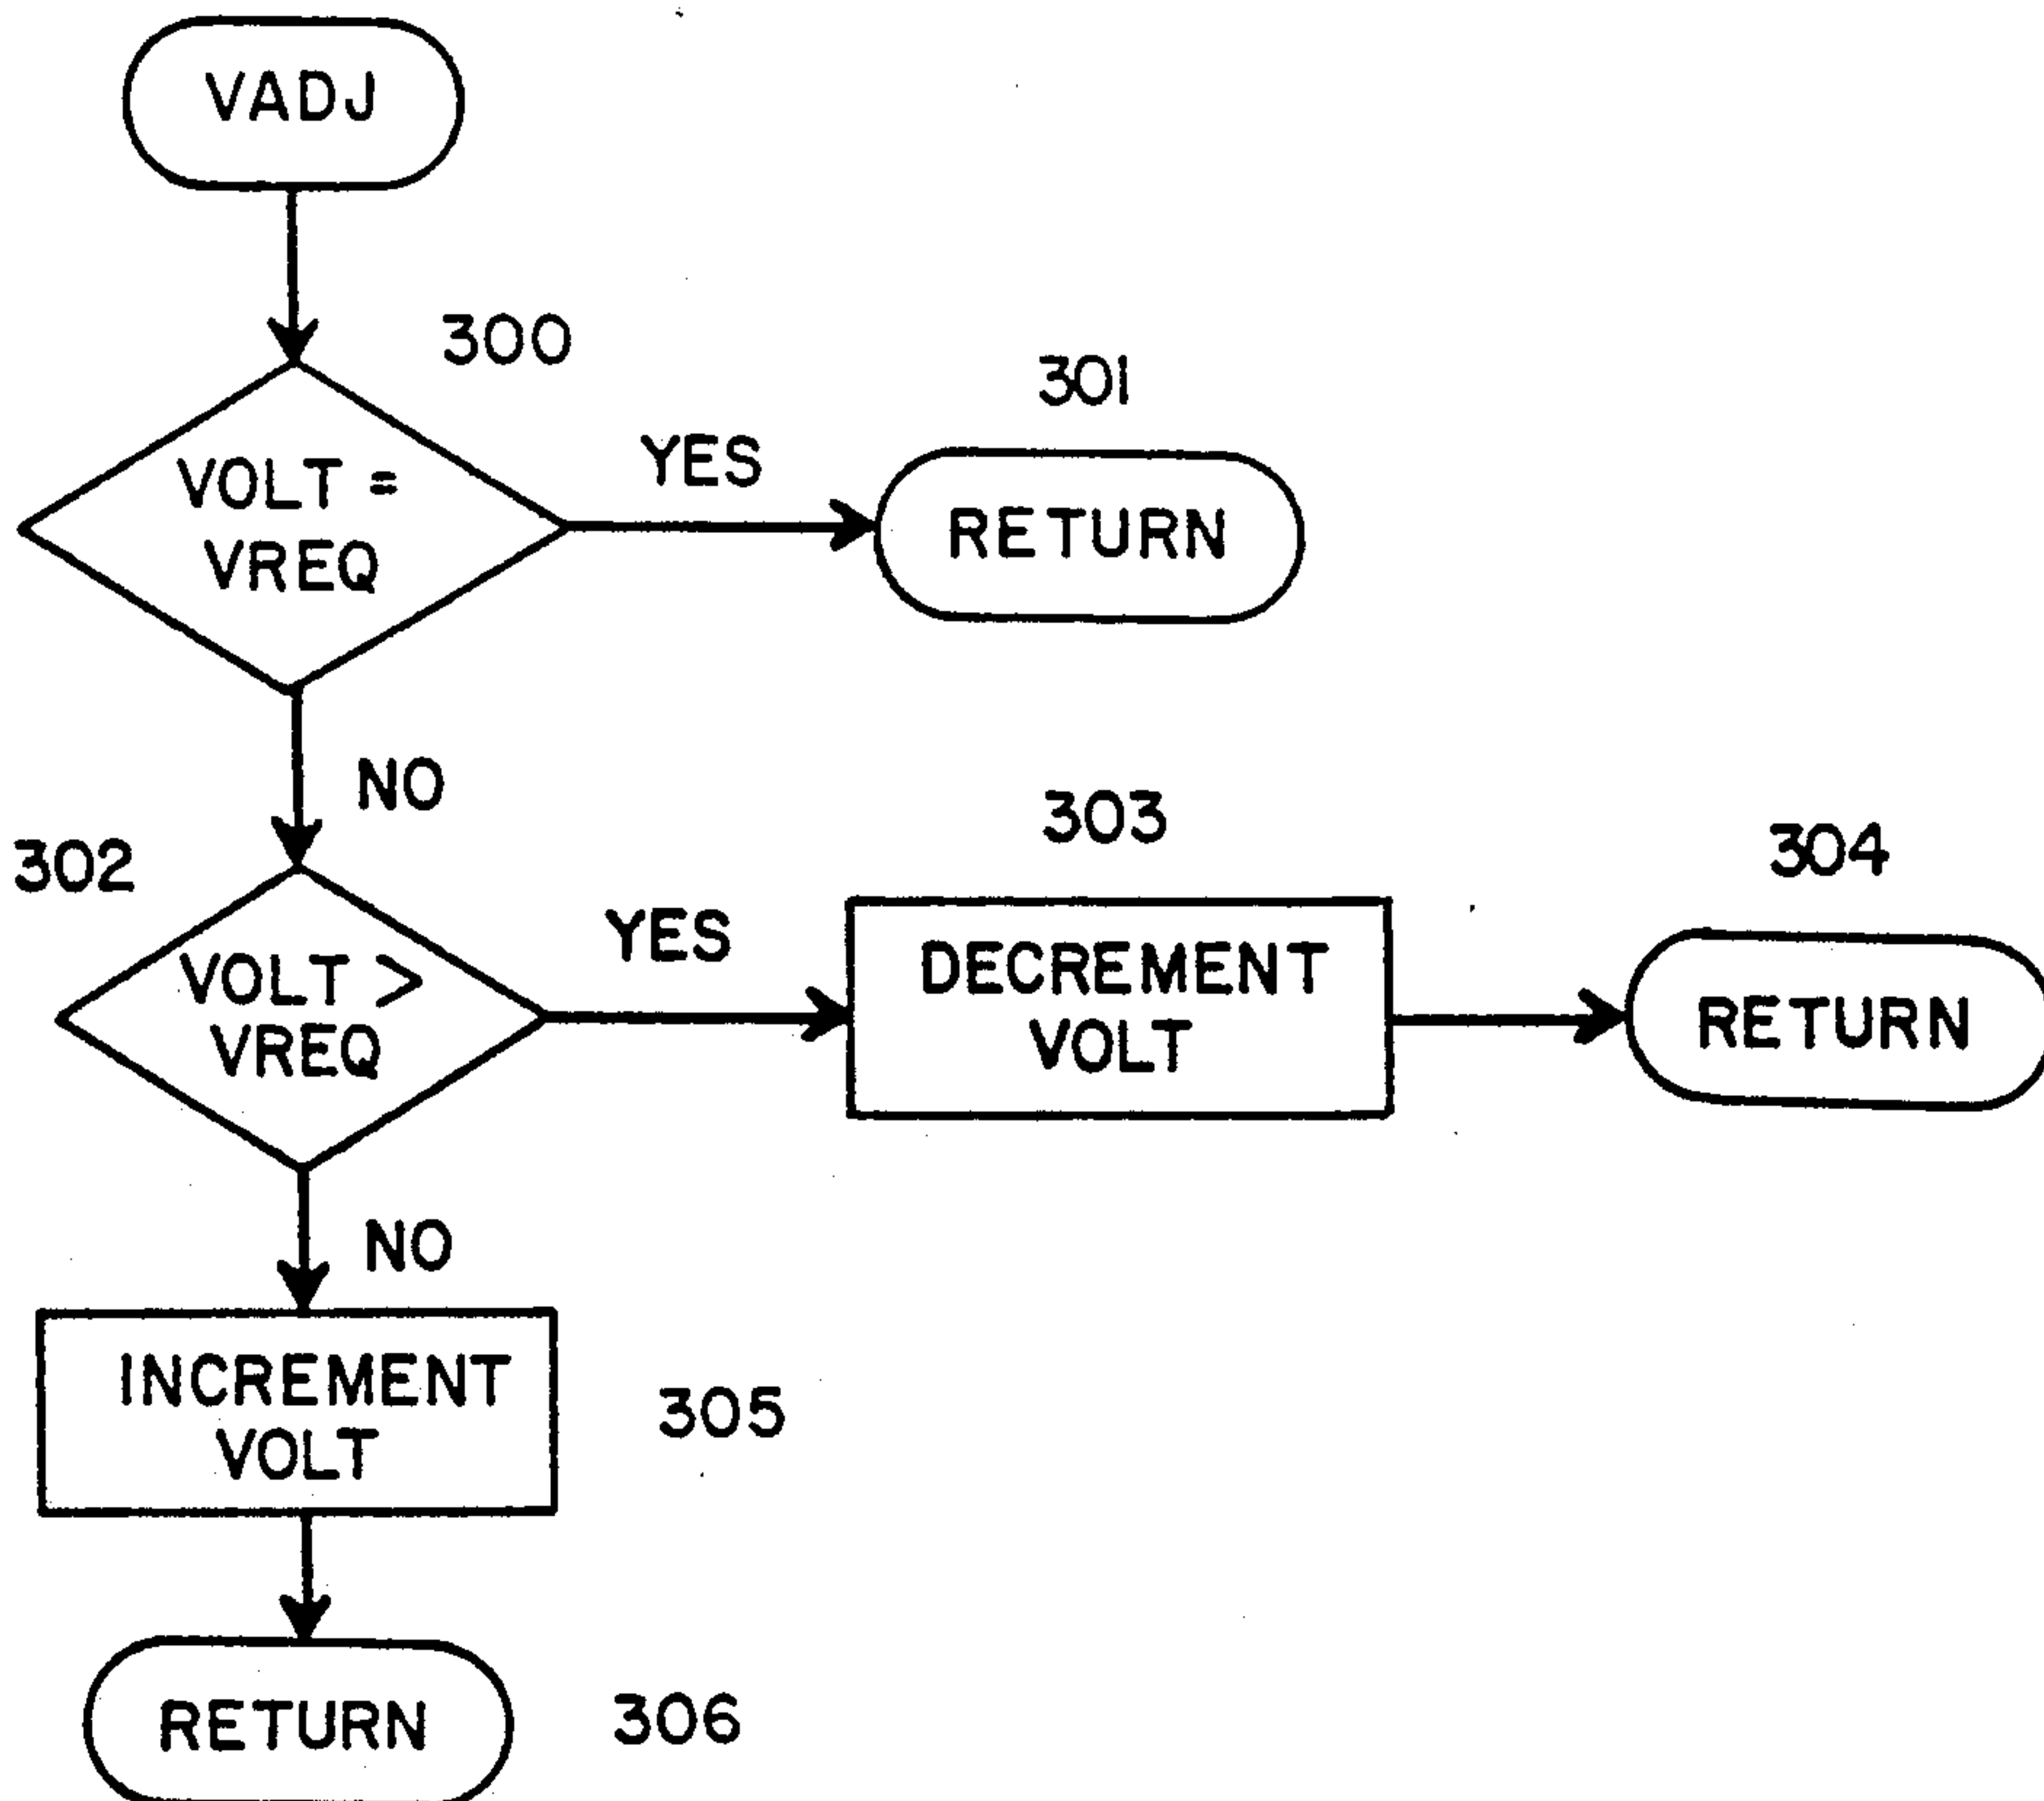 VADJ
300
VOLT =
VREQ
YES
301
RETURN
NO
302
VOLT >
VREQ
YES
303
DECREMENT
VOLT
304
RETURN
NO
INCREMENT
VOLT
305
RETURN
306